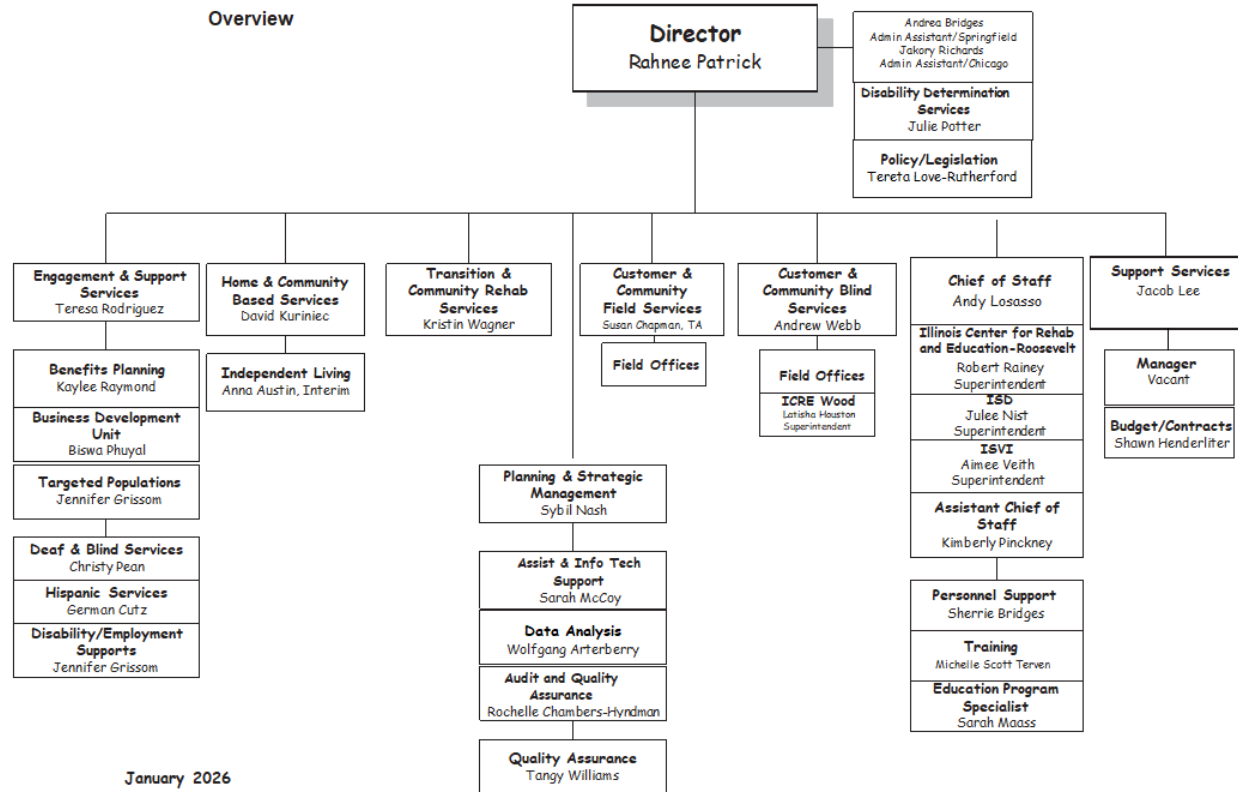 Overview
Director
Rahnee Patrick
Andrea Bridges
Admin Assistant/Springfield
Jakory Richards
Admin Assistant/Chicago
Disability Determination
Services
Julie Potter
Policy/Legislation
Tereta Love-Rutherford
Engagement & Support
Services
Teresa Rodriguez
Benefits Planning
Kaylee Raymond
Business Development
Unit
Biswa Phuyal
Targeted Populations
Jennifer Grissom
Deaf & Blind Services
Christy Pean
Hispanic Services
German Cutz
Disability/Employment
Supports
Jennifer Grissom
Home & Community
Based Services
David Kuriniec
Independent Living
Anna Austin, Interim
Transition &
Community Rehab
Services
Kristin Wagner
Planning & Strategic
Management
Sybil Nash
Assist & Info Tech
Support
Sarah McCoy
Data Analysis
Wolfgang Arterberry
Audit and Quality
Assurance
Rochelle Chambers-Hyndman
Quality Assurance
Tangy Williams
Customer &
Community
Field Services
Susan Chapman, TA
Field Offices
Customer &
Community Blind
Services
Andrew Webb
Field Offices
ICRE Wood
Latisha Houston
Superintendent
Chief of Staff
Andy Losasso
Illinois Center for Rehab
and Education-Roosevelt
Robert Rainey
Superintendent
ISD
Julee Nist
Superintendent
ISVI
Aimee Veith
Superintendent
Assistant Chief of
Staff
Kimberly Pinckney
Personnel Support
Sherrie Bridges
Training
Michelle Scott Terven
Education Program
Specialist
Sarah Maass
Support Services
Jacob Lee
Manager
Vacant
Budget/Contracts
Shawn Henderliter
January 2026